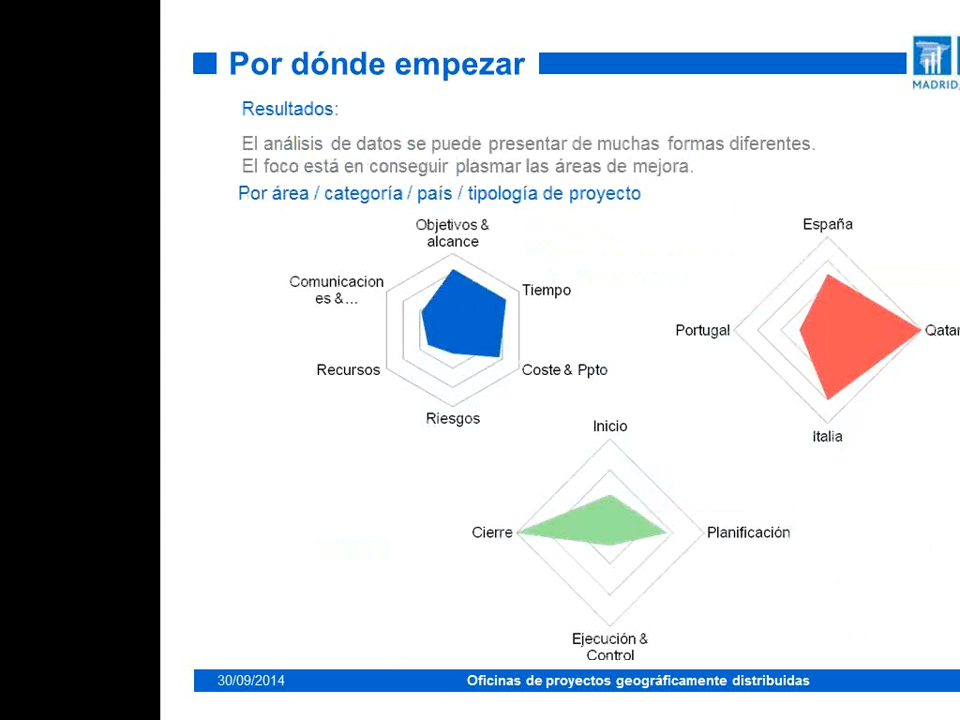 Por dónde empezar
MADRID,
Resultados:
El análisis de datos se puede presentar de muchas formas diferentes.
El foco está en conseguir plasmar las áreas de mejora.
Por área / categoría / país / tipología de proyecto
Objetivos &
alcance
Comunicacion
es &...
Tiempo
Recursos
Coste & Ppto
Riesgos
España
Portugal
Qatar
Italia
Inicio
Cierre
Planificación
Ejecución &
Control
30/09/2014
Oficinas de proyectos geográficamente distribuidas